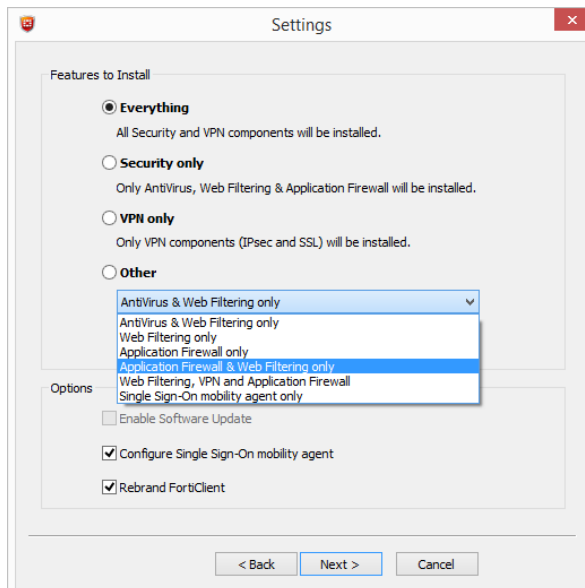 Settings
Features to Install
Everything
All Security and VPN components will be installed.
Security only
Only AntiVirus, Web Filtering & Application Firewall will be installed.
VPN only
Only VPN components (IPsec and SSL) will be installed.
Other
AntiVirus & Web Filtering only
AntiVirus & Web Filtering only
Web Filtering only
Application Firewall only
Application Firewall & Web Filtering only
Web Filtering, VPN and Application Firewall
Single Sign-On mobility agent only
Options
Enable Software Update
Configure Single Sign-On mobility agent
Rebrand FortiClient
< Back
Next >
Cancel